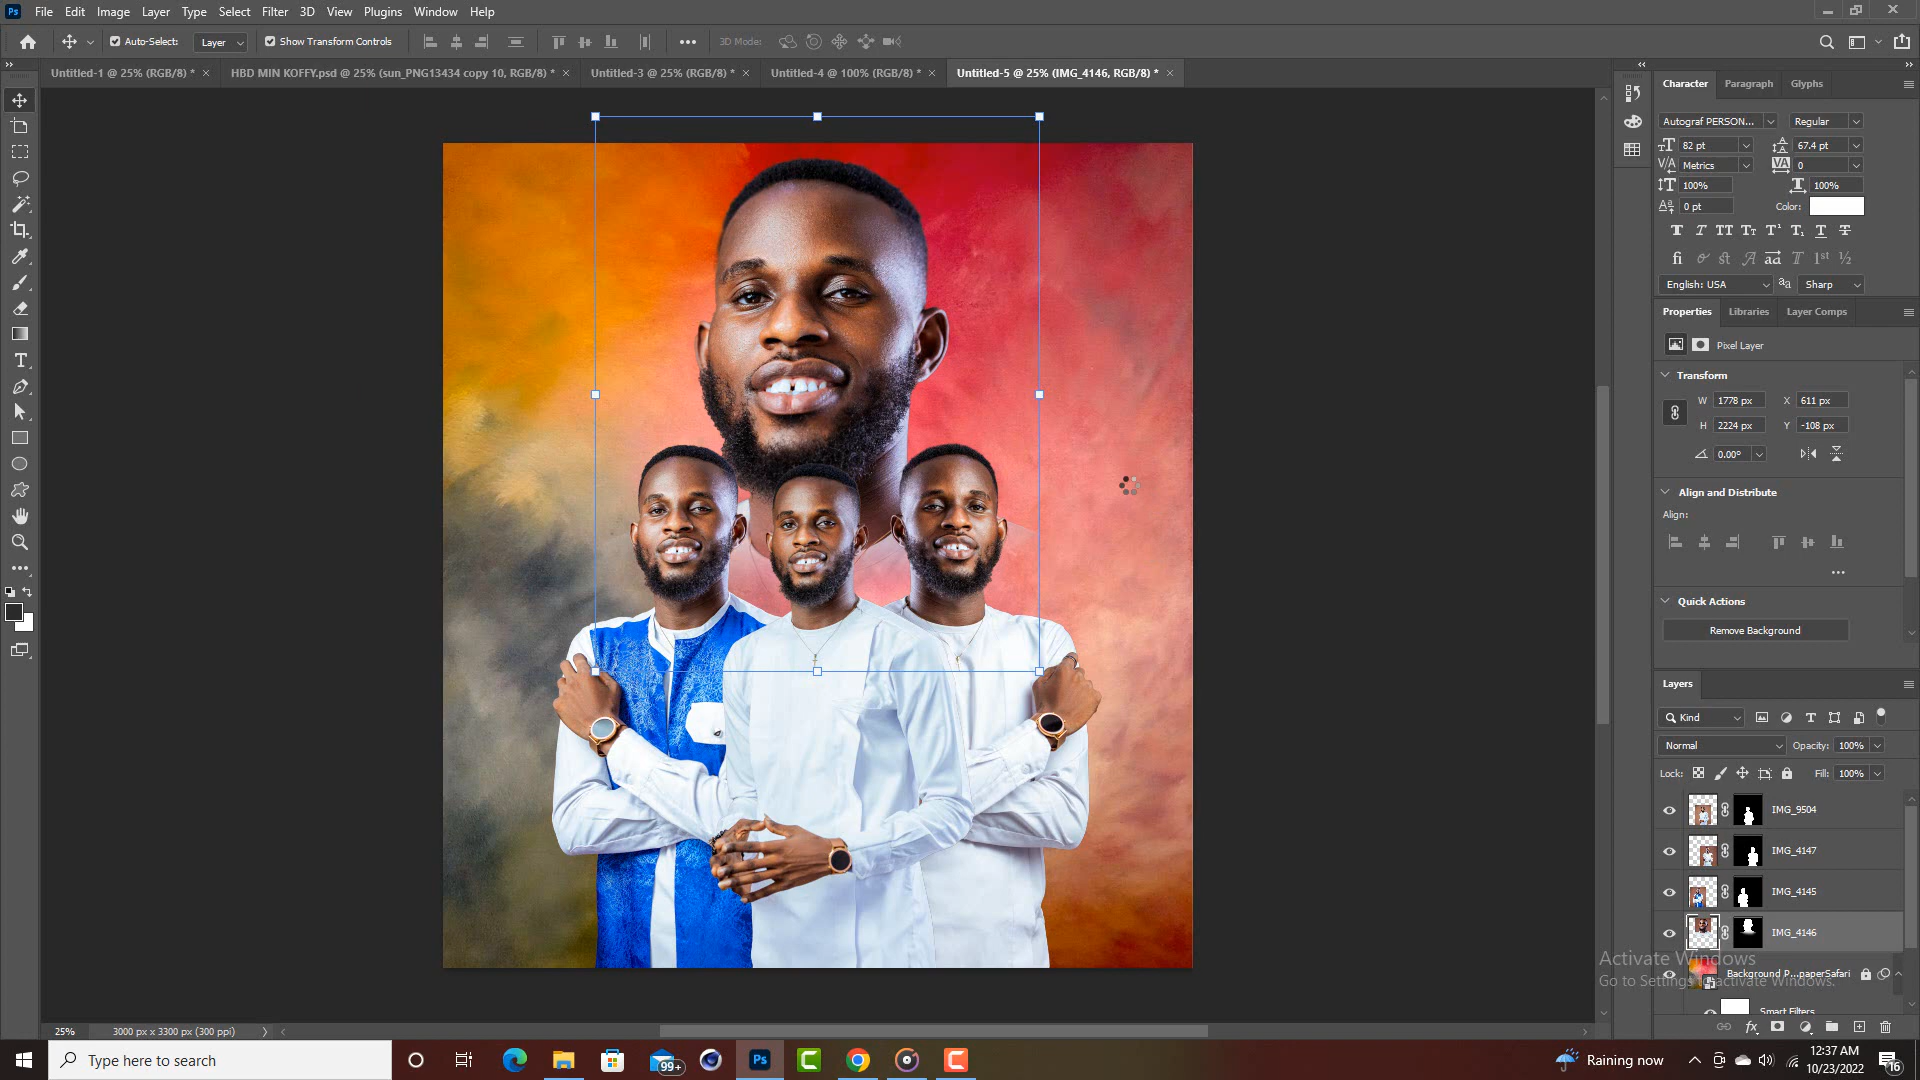 File Edit Image Layer Type Select Filter 3D View Plugins Window Help
Auto-Select: Layer Show Transform Controls 3D Mode:
Untitled-1 @ 25% (RGB/8) * HBD MIN KOFFY.psd @ 25% (sun_PNG13434 copy 10, RGB/8) * Untitled-3 @ 25% (RGB/8) * Untitled-4 @ 100% (RGB/8) * Untitled-5 @ 25% (IMG_4146, RGB/8) *
Character Paragraph Glyphs
Autograf PERSON... Regular
82 pt 67.4 pt
Metrics 0
100% 100%
0 pt Color:
English: USA Sharp
Properties Libraries Layer Comps
Pixel Layer
Transform
W 1778 px X 611 px
H 2224 px Y -108 px
0.00°
Align and Distribute
Align:
Quick Actions
Remove Background
Layers
Kind
Normal Opacity: 100%
Lock: Fill: 100%
IMG_9504
IMG_4147
IMG_4145
IMG_4146
Activate Windows
Background P...paperSafari
Go to Settings to activate Windows.
Smart Filters
25% 3000 px x 3300 px (300 ppi)
Type here to search 99+ Ps Raining now 12:37 AM
10/23/2022 16